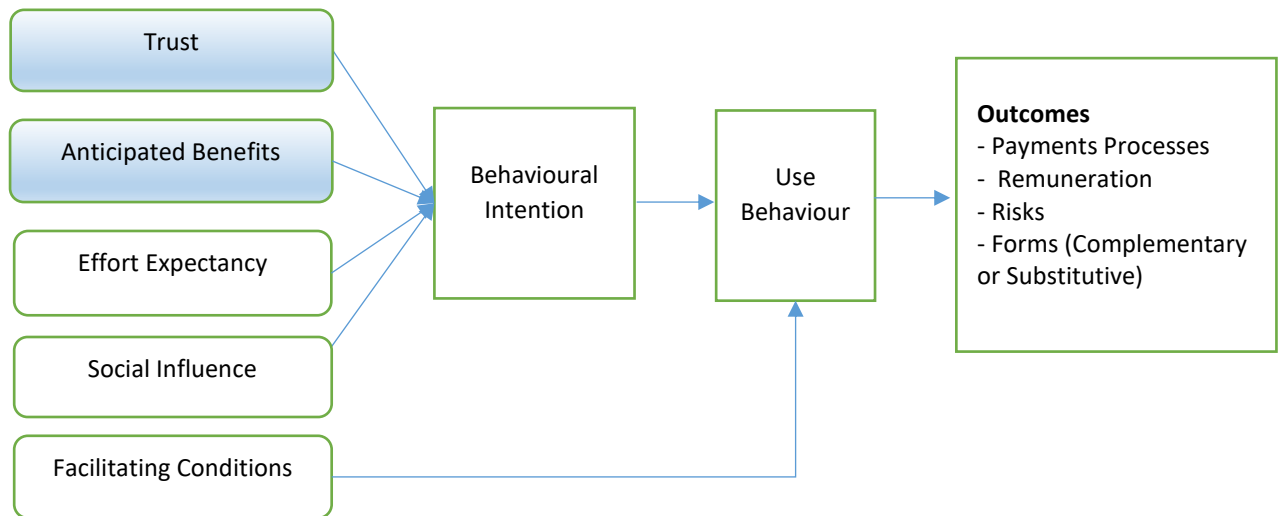 Trust
Anticipated Benefits
Effort Expectancy
Social Influence
Facilitating Conditions
Behavioural
Intention
Use
Behaviour
Outcomes
- Payments Processes
-  Remuneration
- Risks
- Forms (Complementary
or Substitutive)